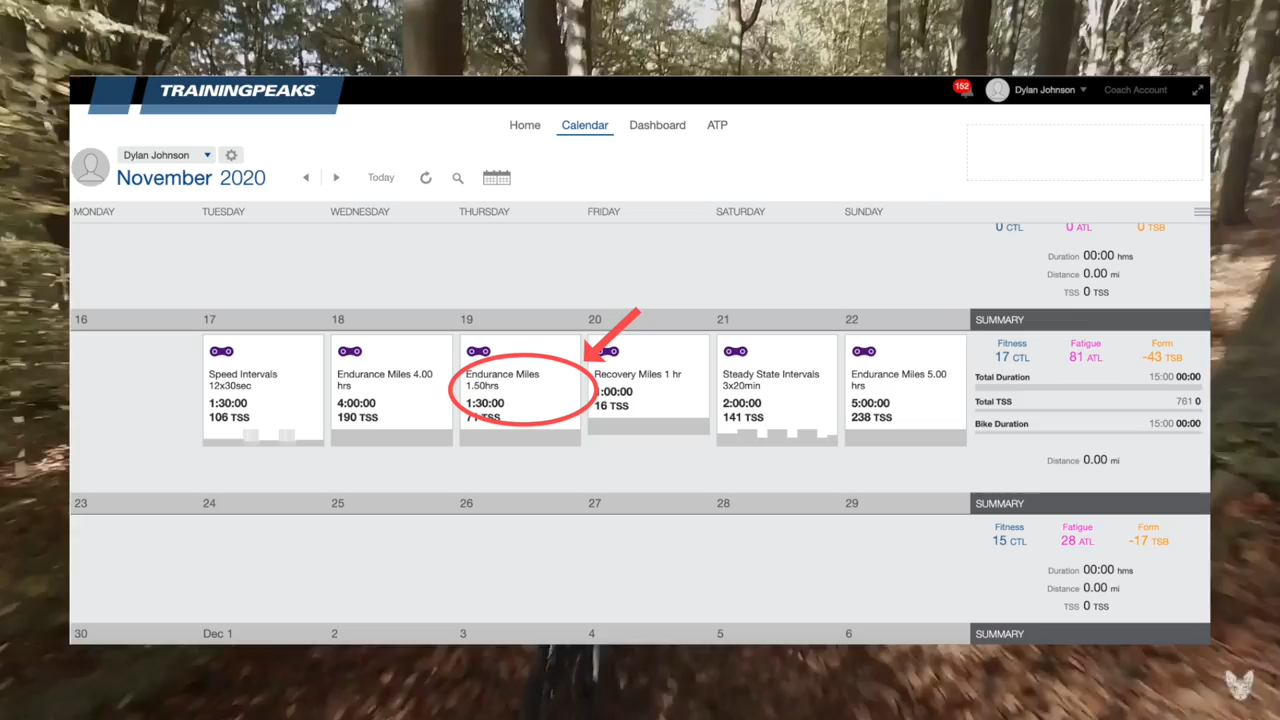 TRAININGPEAKS
152
Dylan Johnson
Coach Account
Home
Calendar
Dashboard
ATP
Dylan Johnson
November 2020
Today
MONDAY
TUESDAY
WEDNESDAY
THURSDAY
FRIDAY
SATURDAY
SUNDAY
0 CTL
0 ATL
0 TSB
Duration 00:00 hms
Distance 0.00 mi
TSS 0 TSS
16
17
18
19
20
21
22
SUMMARY
Speed Intervals
12x30sec
1:30:00
106 TSS
Endurance Miles 4.00
hrs
4:00:00
190 TSS
Endurance Miles
1.50hrs
1:30:00
71 TSS
Recovery Miles 1 hr
1:00:00
16 TSS
Steady State Intervals
3x20min
2:00:00
141 TSS
Endurance Miles 5.00
hrs
5:00:00
238 TSS
Fitness
17 CTL
Fatigue
81 ATL
Form
-43 TSB
Total Duration 15:00 00:00
Total TSS 761 0
Bike Duration 15:00 00:00
Distance 0.00 mi
23
24
25
26
27
28
29
SUMMARY
Fitness
15 CTL
Fatigue
28 ATL
Form
-17 TSB
Duration 00:00 hms
Distance 0.00 mi
TSS 0 TSS
30
Dec 1
2
3
4
5
6
SUMMARY